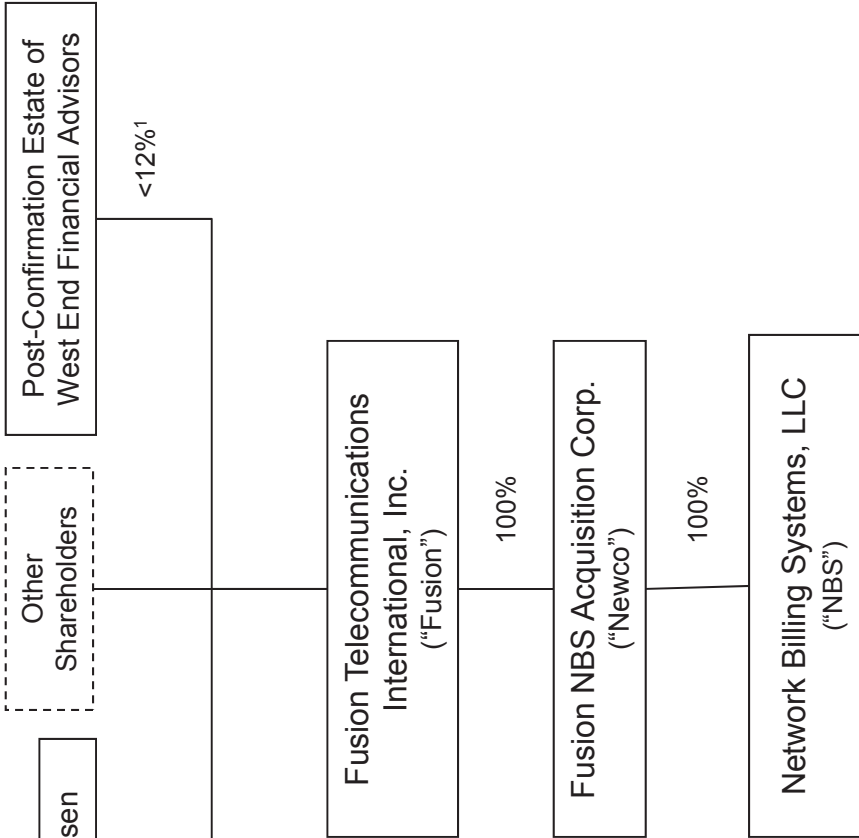 Post-Confirmation Estate of
West End Financial Advisors
<12%¹
Other
Shareholders
sen
Fusion Telecommunications
International, Inc.
(“Fusion”)
100%
Fusion NBS Acquisition Corp.
(“Newco”)
100%
Network Billing Systems, LLC
(“NBS”)